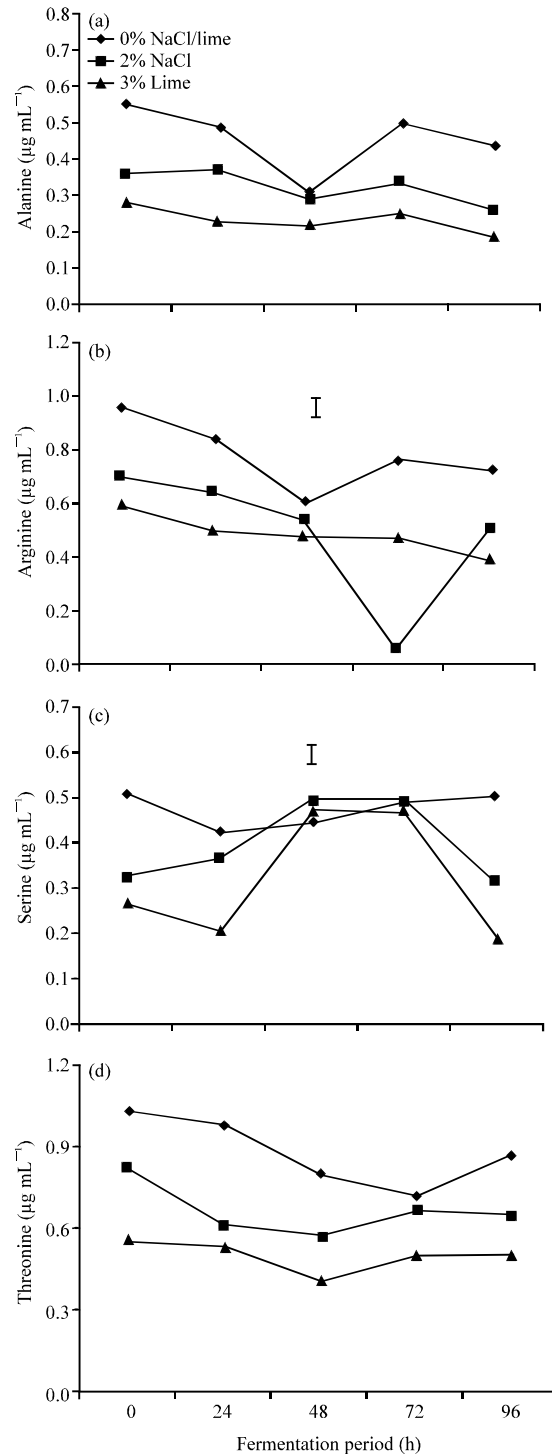 (a)
0% NaCl/lime
2% NaCl
3% Lime
Alanine (µg mL⁻¹)
0.8
0.7
0.6
0.5
0.4
0.3
0.2
0.1
0.0
(b)
Arginine (µg mL⁻¹)
1.2
1.0
0.8
0.6
0.4
0.2
0.0
(c)
Serine (µg mL⁻¹)
0.7
0.6
0.5
0.4
0.3
0.2
0.1
0.0
(d)
Threonine (µg mL⁻¹)
1.2
0.9
0.6
0.3
0.0
0 24 48 72 96
Fermentation period (h)